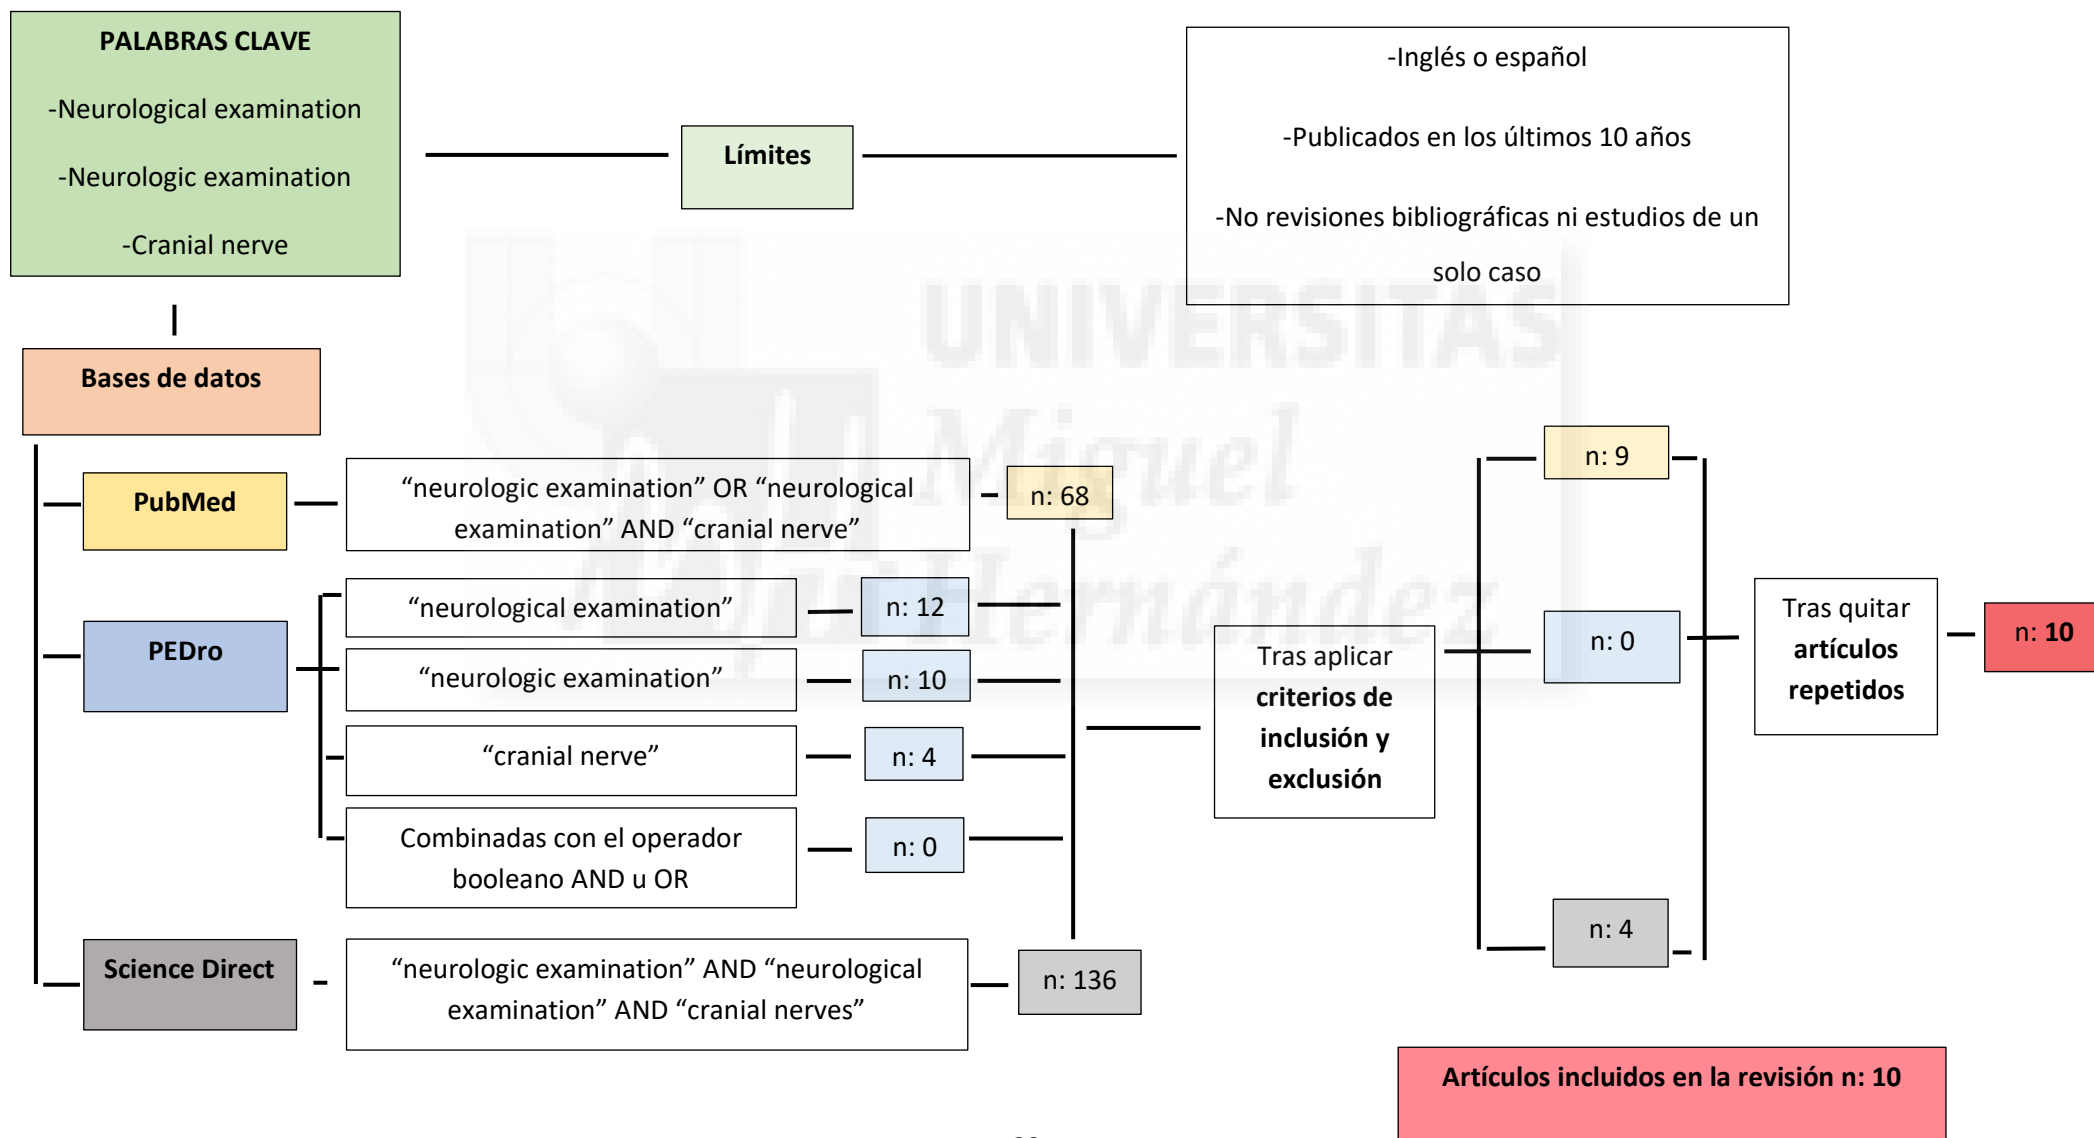 PALABRAS CLAVE
-Neurological examination
-Neurologic examination
-Cranial nerve
Límites
-Inglés o español
-Publicados en los últimos 10 años
-No revisiones bibliográficas ni estudios de un
solo caso
Bases de datos
PubMed
“neurologic examination” OR “neurological
examination” AND “cranial nerve”
n: 68
PEDro
“neurological examination”
n: 12
“neurologic examination”
n: 10
“cranial nerve”
n: 4
Combinadas con el operador
booleano AND u OR
n: 0
Science Direct
“neurologic examination” AND “neurological
examination” AND “cranial nerves”
n: 136
Tras aplicar
criterios de
inclusión y
exclusión
n: 9
n: 0
n: 4
Tras quitar
artículos
repetidos
n: 10
Artículos incluidos en la revisión n: 10
UNIVERSITAS
Miguel
Hernández